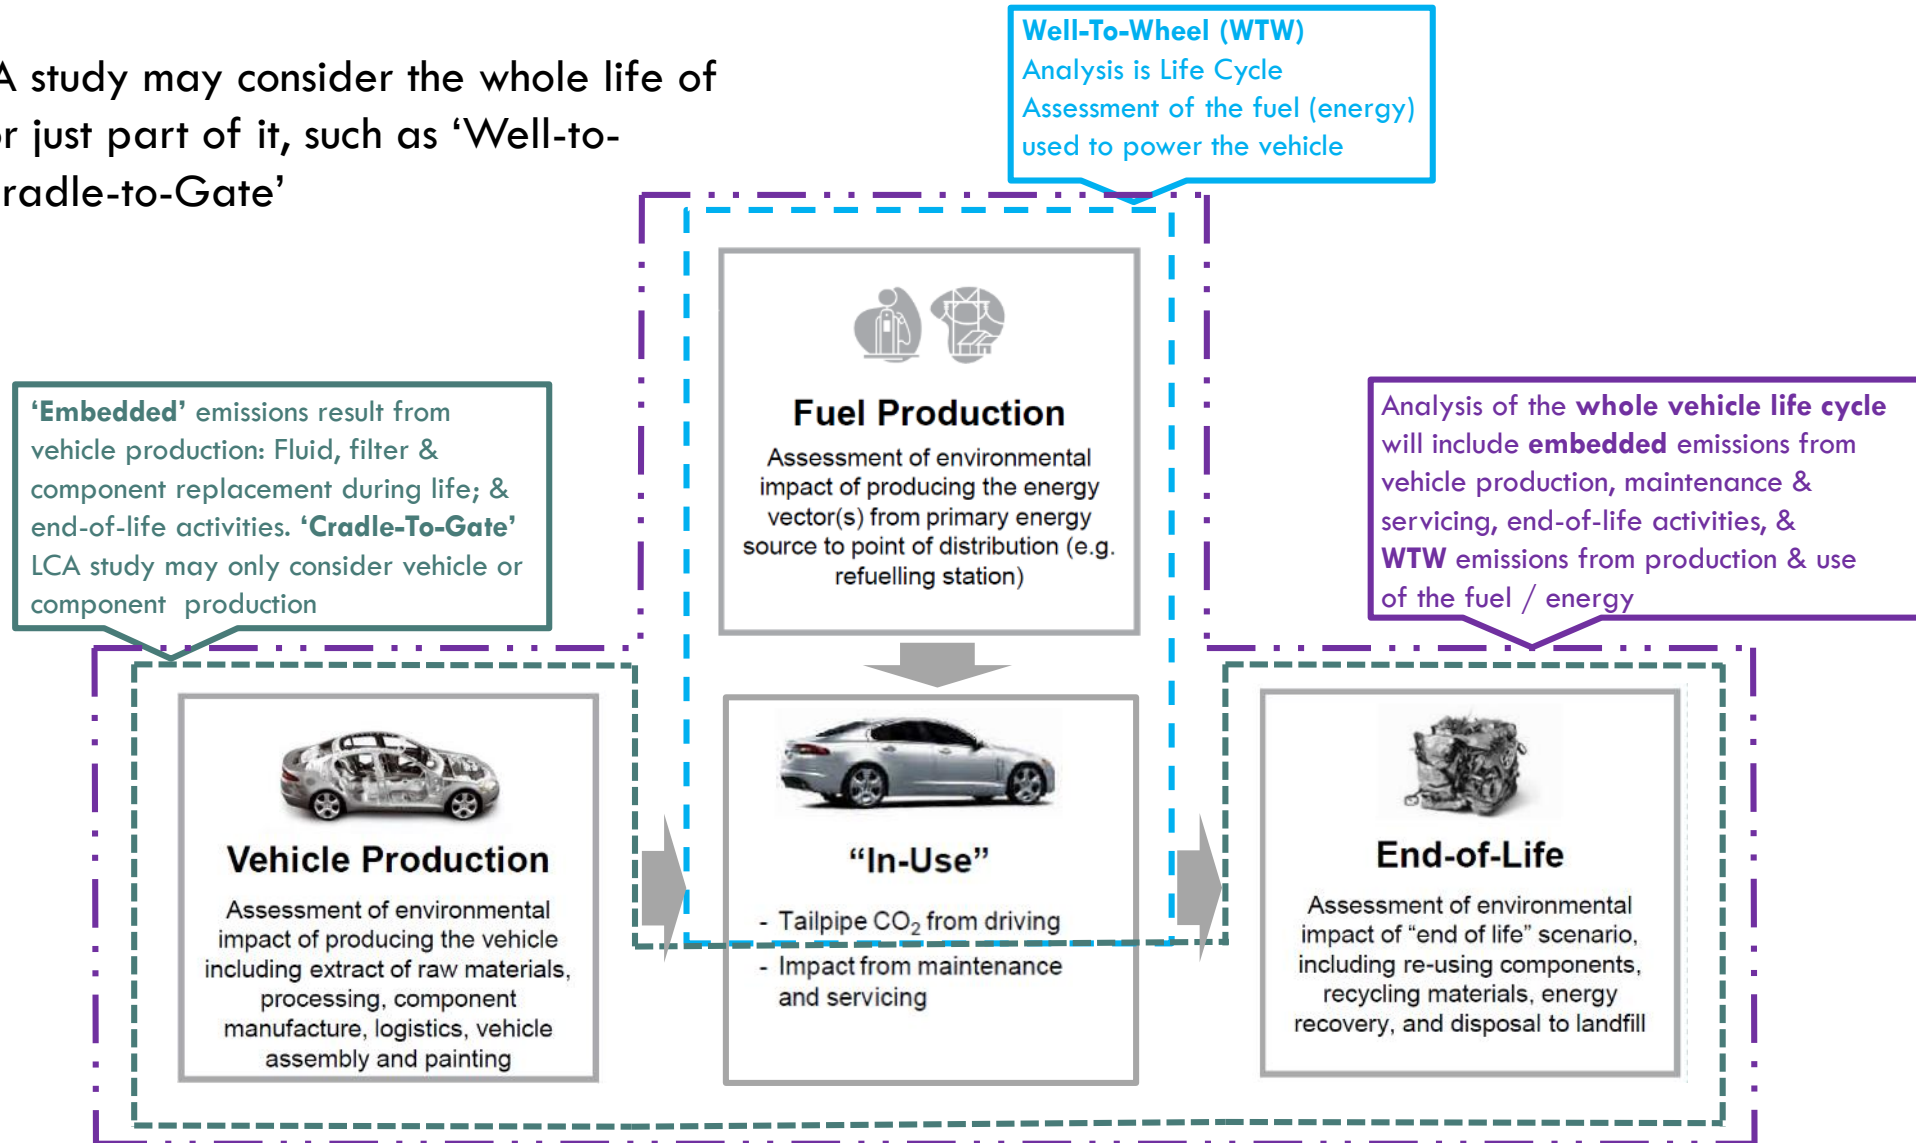 A study may consider the whole life of
or just part of it, such as ‘Well-to-
radle-to-Gate’
Well-To-Wheel (WTW)
Analysis is Life Cycle
Assessment of the fuel (energy)
used to power the vehicle
‘Embedded’ emissions result from
vehicle production: Fluid, filter &
component replacement during life; &
end-of-life activities. ‘Cradle-To-Gate’
LCA study may only consider vehicle or
component production
Fuel Production
Assessment of environmental
impact of producing the energy
vector(s) from primary energy
source to point of distribution (e.g.
refuelling station)
Analysis of the whole vehicle life cycle
will include embedded emissions from
vehicle production, maintenance &
servicing, end-of-life activities, &
WTW emissions from production & use
of the fuel / energy
Vehicle Production
Assessment of environmental
impact of producing the vehicle
including extract of raw materials,
processing, component
manufacture, logistics, vehicle
assembly and painting
“In-Use”
- Tailpipe CO₂ from driving
- Impact from maintenance
and servicing
End-of-Life
Assessment of environmental
impact of “end of life” scenario,
including re-using components,
recycling materials, energy
recovery, and disposal to landfill